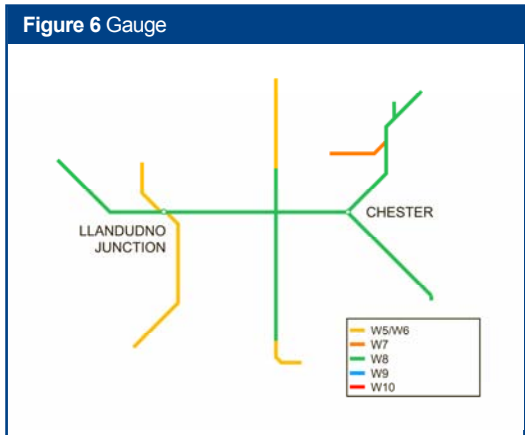 Figure 6 Gauge
CHESTER
LLANDUDNO
JUNCTION
W5/W6
W7
W8
W9
W10